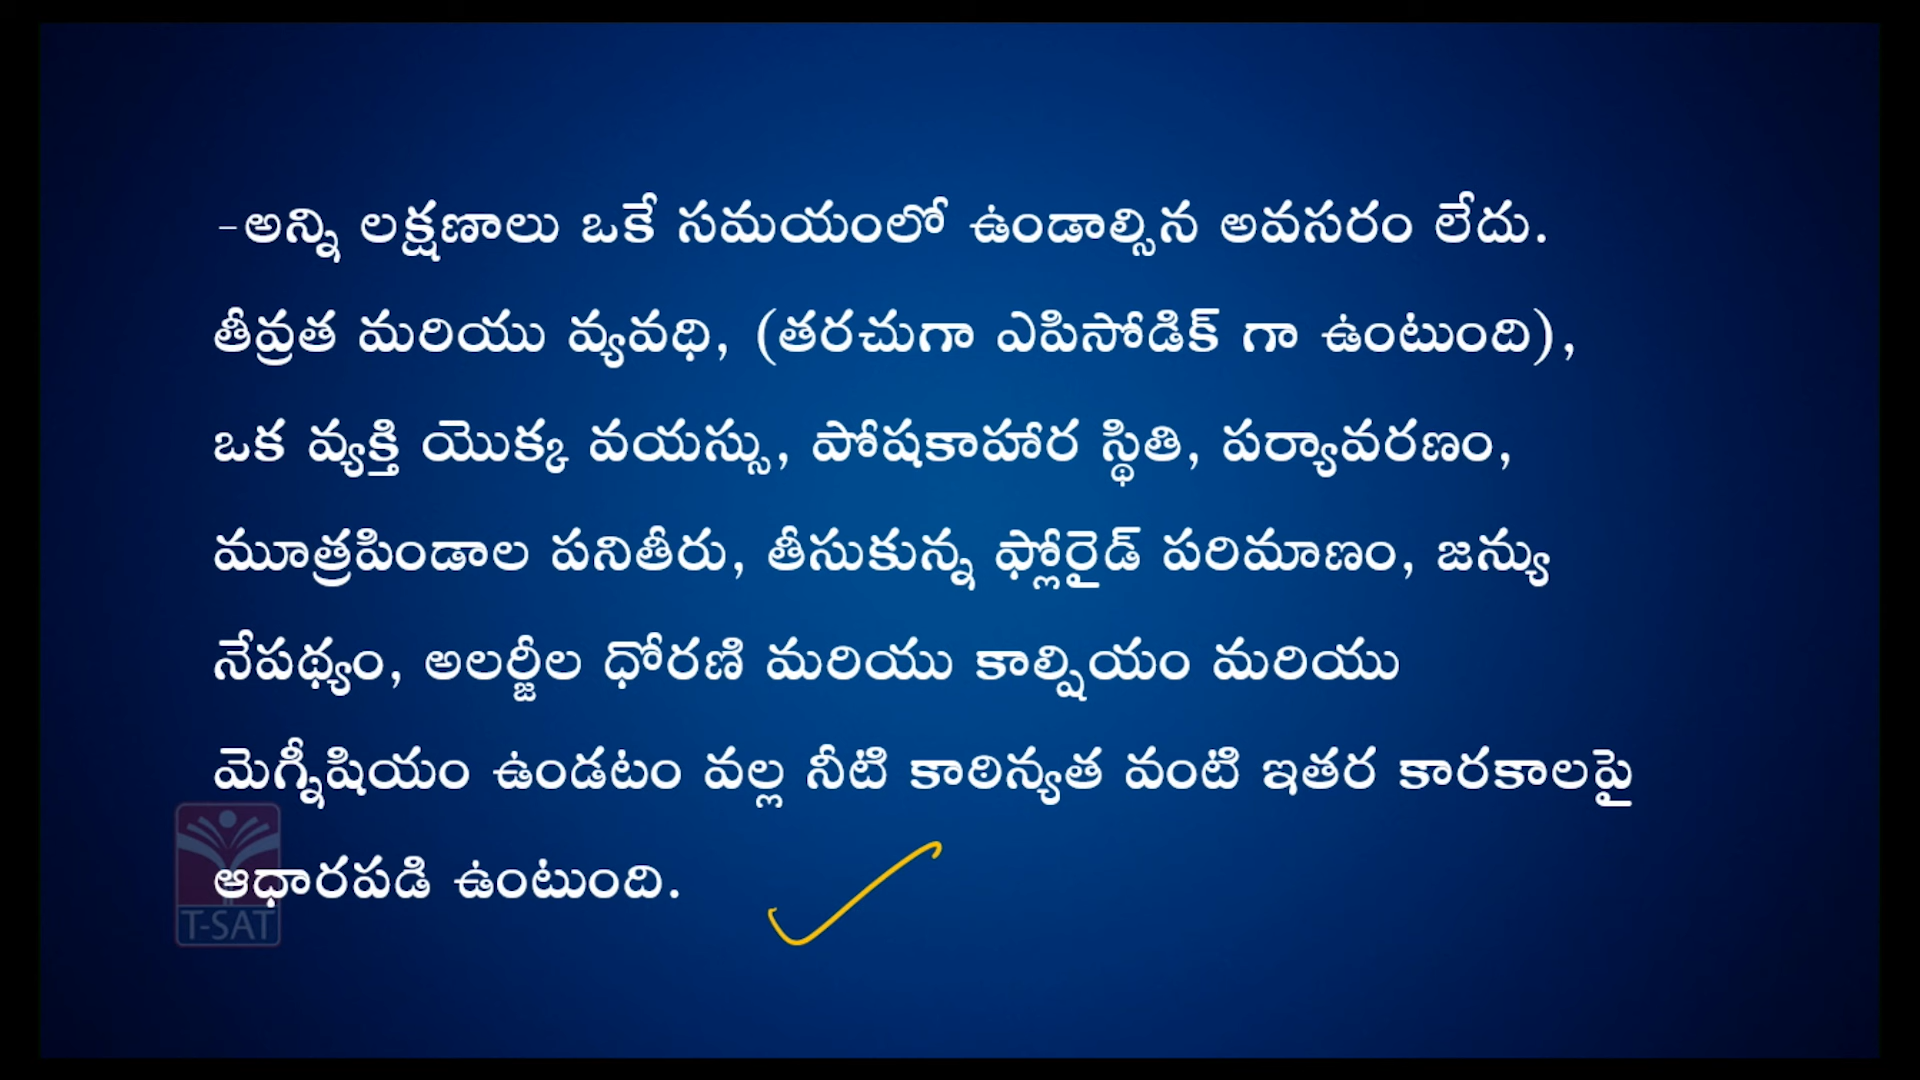 -అన్ని లక్షణాలు ఒకే సమయంలో ఉండాల్సిన అవసరం లేదు.
తీవ్రత మరియు వ్యవధి, (తరచుగా ఎపిసోడిక్ గా ఉంటుంది),
ఒక వ్యక్తి యొక్క వయస్సు, పోషకాహార స్థితి, పర్యావరణం,
మూత్రపిండాల పనితీరు, తీసుకున్న ఫ్లోరైడ్ పరిమాణం, జన్యు
నేపథ్యం, అలర్జీల ధోరణి మరియు కాల్షియం మరియు
మెగ్నీషియం ఉండటం వల్ల నీటి కాఠిన్యత వంటి ఇతర కారకాలపై
ఆధారపడి ఉంటుంది.
T-SAT